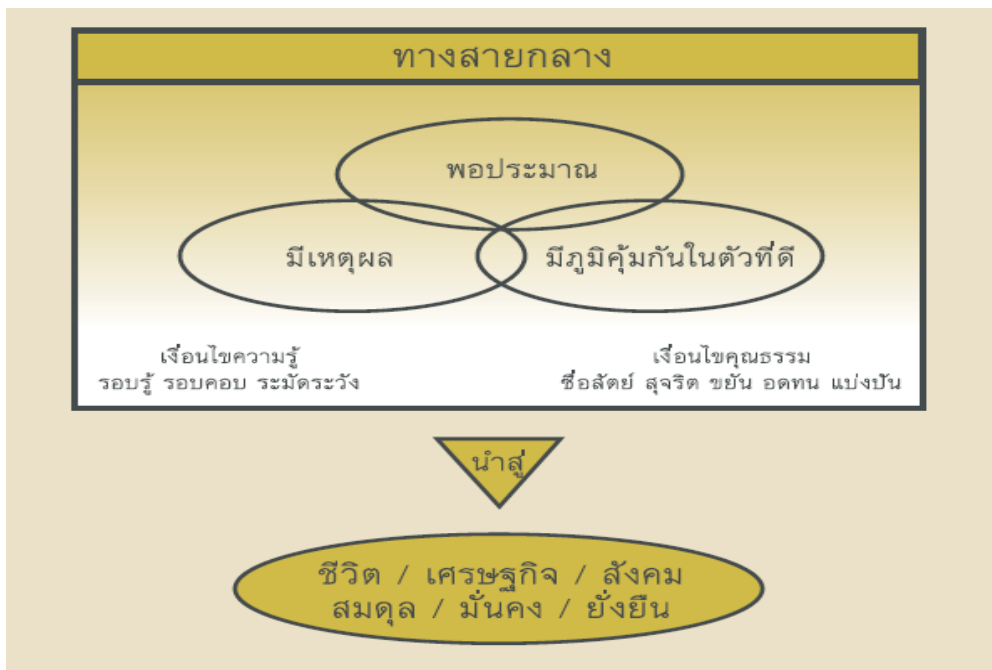 ทางสายกลาง
พอประมาณ
มีเหตุผล
มีภูมิคุ้มกันในตัวที่ดี
เงื่อนไขความรู้
รอบรู้ รอบคอบ ระมัดระวัง
เงื่อนไขคุณธรรม
ซื่อสัตย์ สุจริต ขยัน อดทน แบ่งปัน
นำสู่
ชีวิต / เศรษฐกิจ / สังคม
สมดุล / มั่นคง / ยั่งยืน